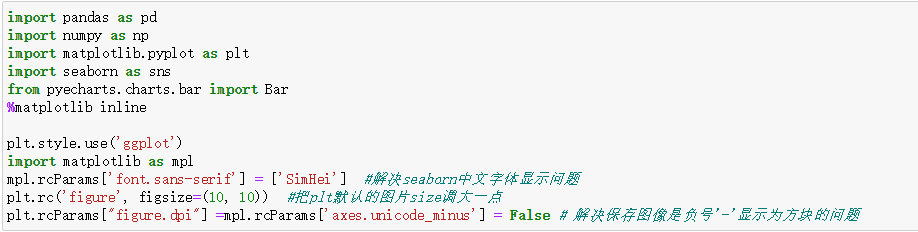 import pandas as pd
import numpy as np
import matplotlib.pyplot as plt
import seaborn as sns
from pyecharts.charts.bar import Bar
%matplotlib inline

plt.style.use('ggplot')
import matplotlib as mpl
mpl.rcParams['font.sans-serif'] = ['SimHei']  #解决seaborn中文字体显示问题
plt.rc('figure', figsize=(10, 10))  #把plt默认的图片size调大一点
plt.rcParams["figure.dpi"] =mpl.rcParams['axes.unicode_minus'] = False # 解决保存图像是负号'-'显示为方块的问题